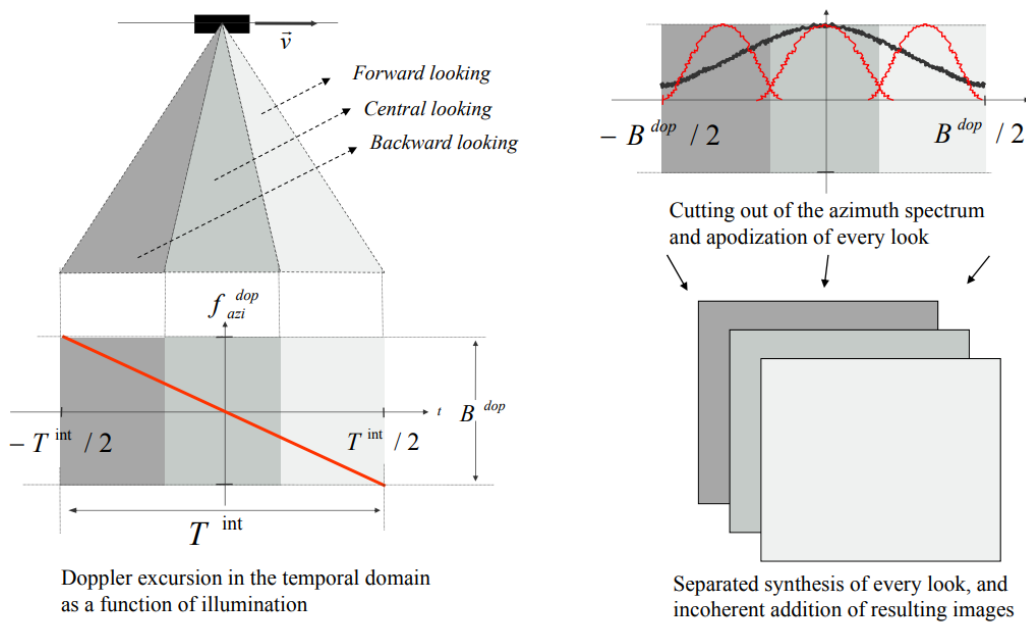 v
Forward looking
Central looking
Backward looking
f azi dop
t
B dop
− T int / 2
T int / 2
T int
Doppler excursion in the temporal domain
as a function of illumination
− B dop / 2
B dop / 2
Cutting out of the azimuth spectrum
and apodization of every look
Separated synthesis of every look, and
incoherent addition of resulting images